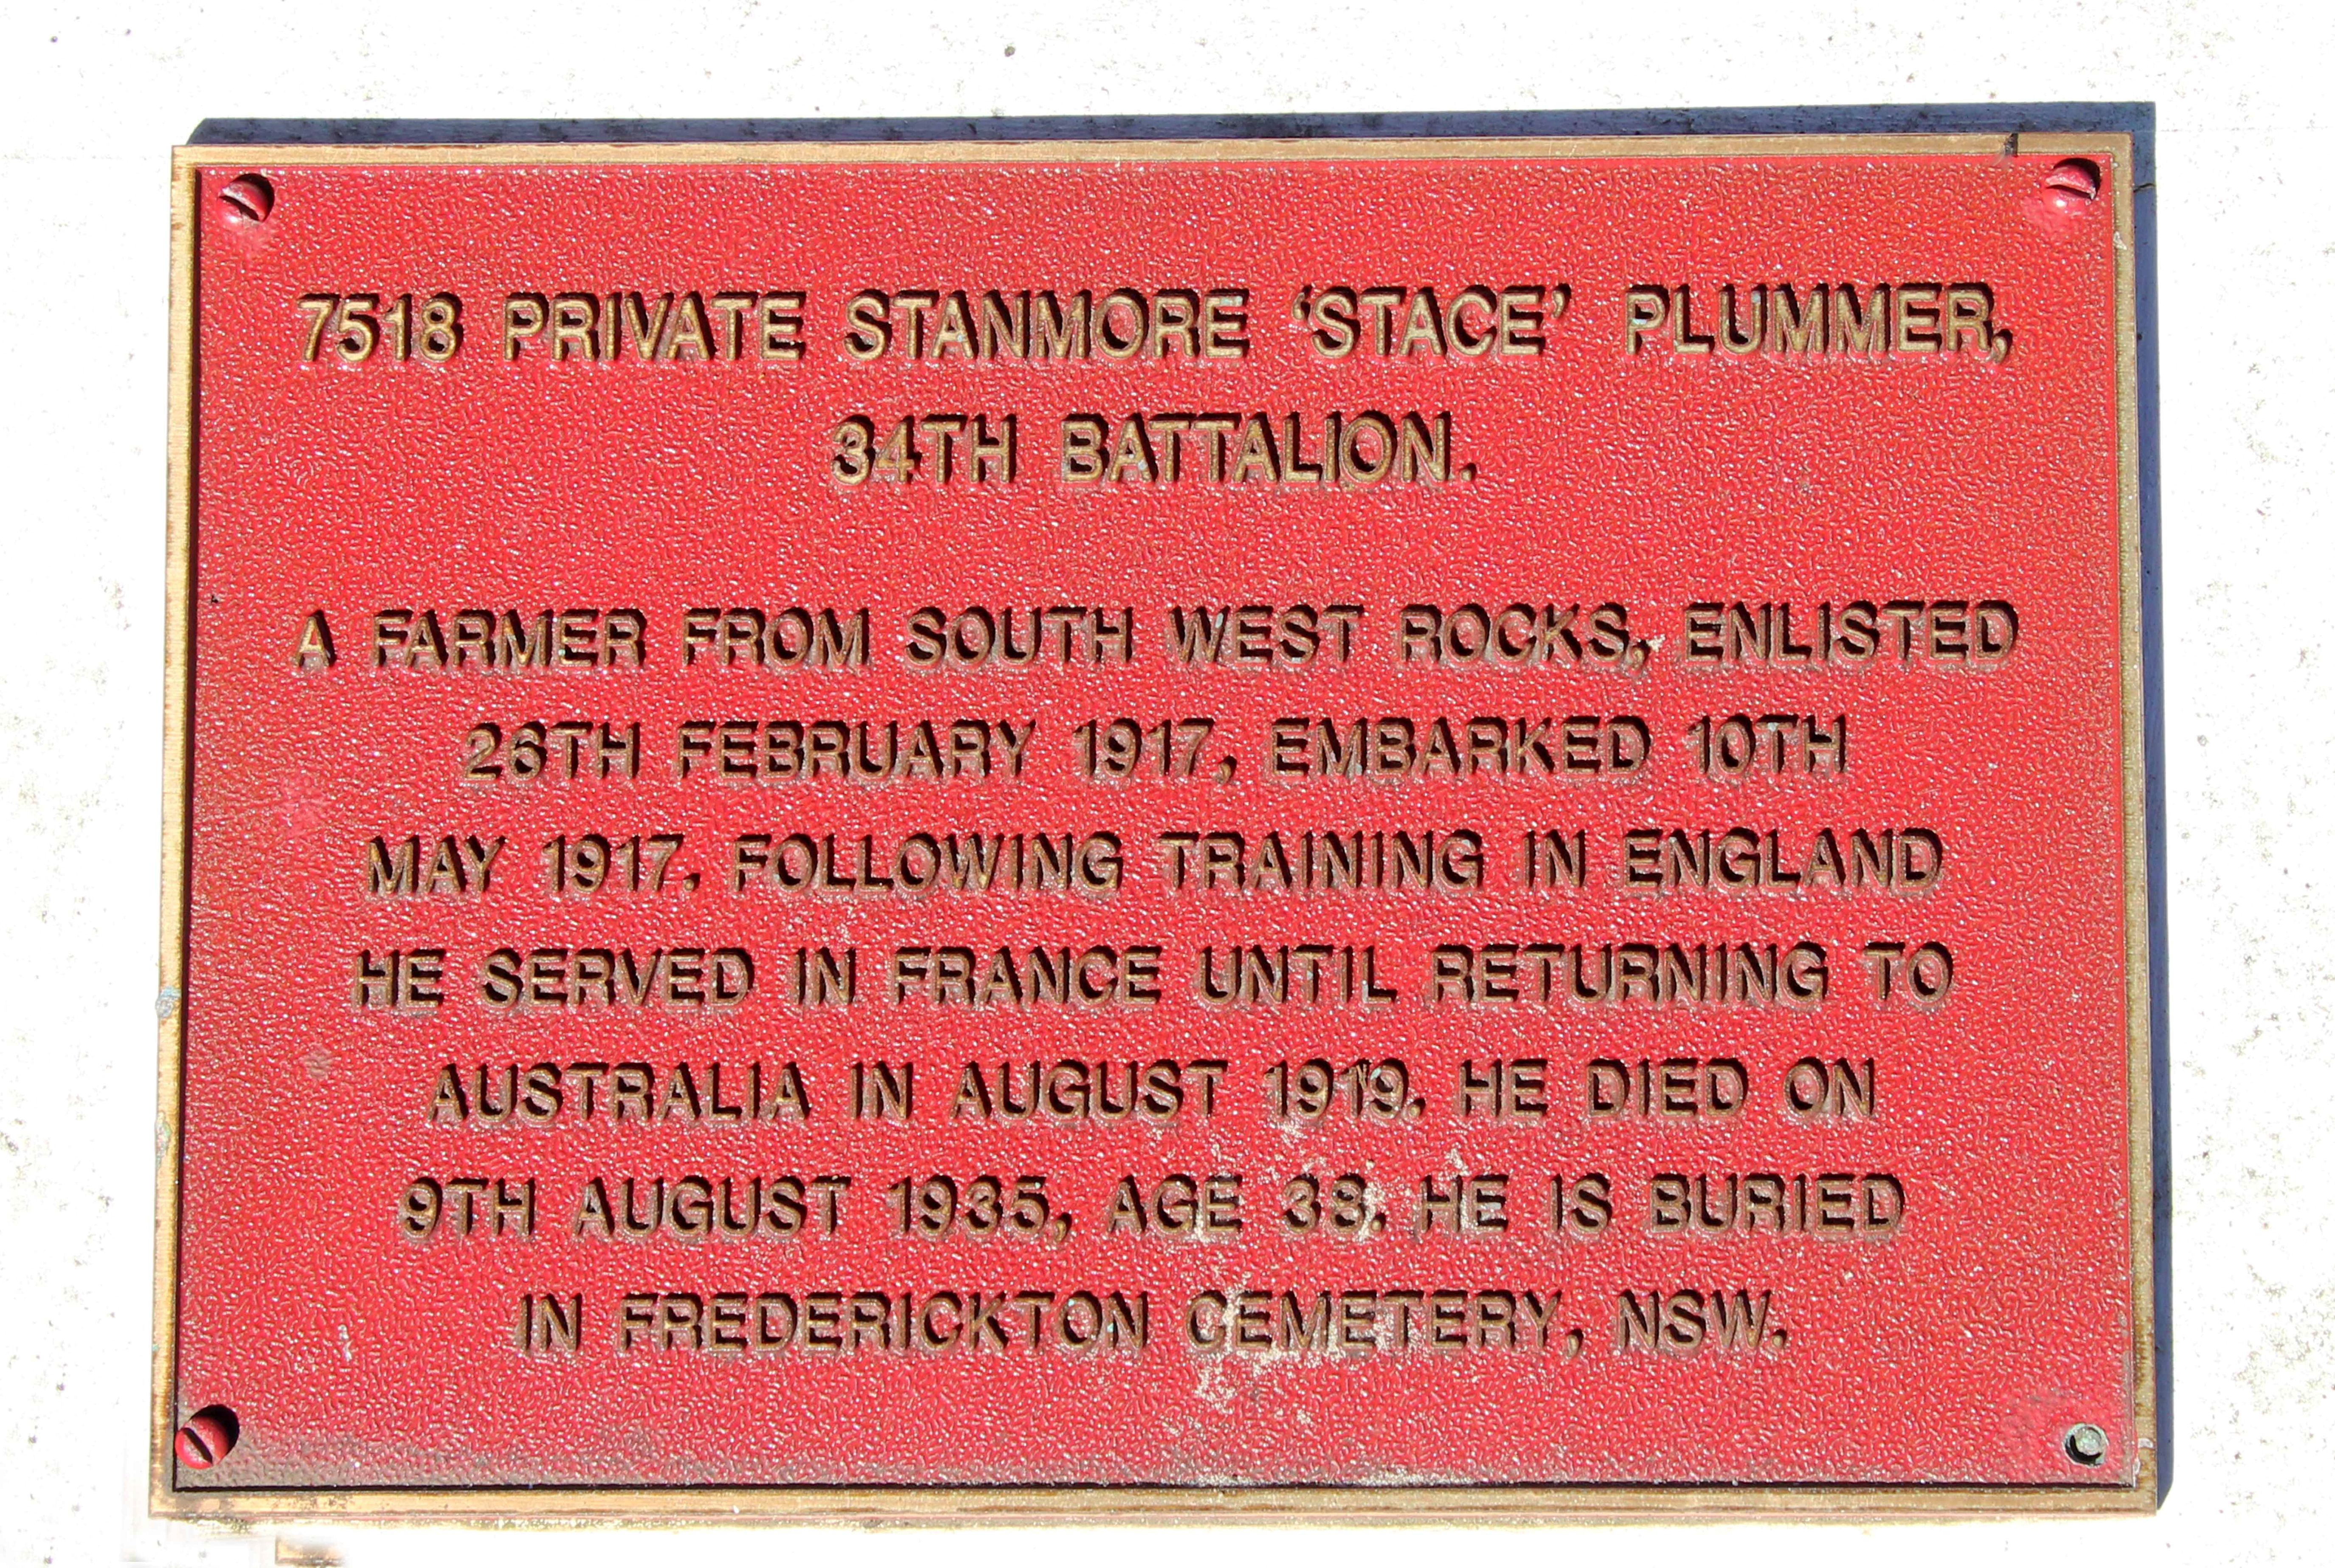 7518 PRIVATE STANMORE ‘STACE’ PLUMMER,
34TH BATTALION.
A FARMER FROM SOUTH WEST ROCKS, ENLISTED
26TH FEBRUARY 1917, EMBARKED 10TH
MAY 1917. FOLLOWING TRAINING IN ENGLAND
HE SERVED IN FRANCE UNTIL RETURNING TO
AUSTRALIA IN AUGUST 1919. HE DIED ON
9TH AUGUST 1935, AGE 38. HE IS BURIED
IN FREDERICKTON CEMETERY, NSW.